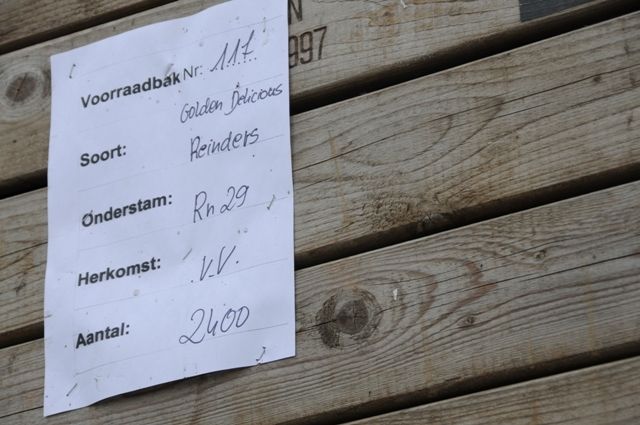 N
997
Voorraadbak Nr: 117
Golden Delicious
Soort: Reinders
Onderstam: Rn 29
Herkomst: V.V.
Aantal: 2400